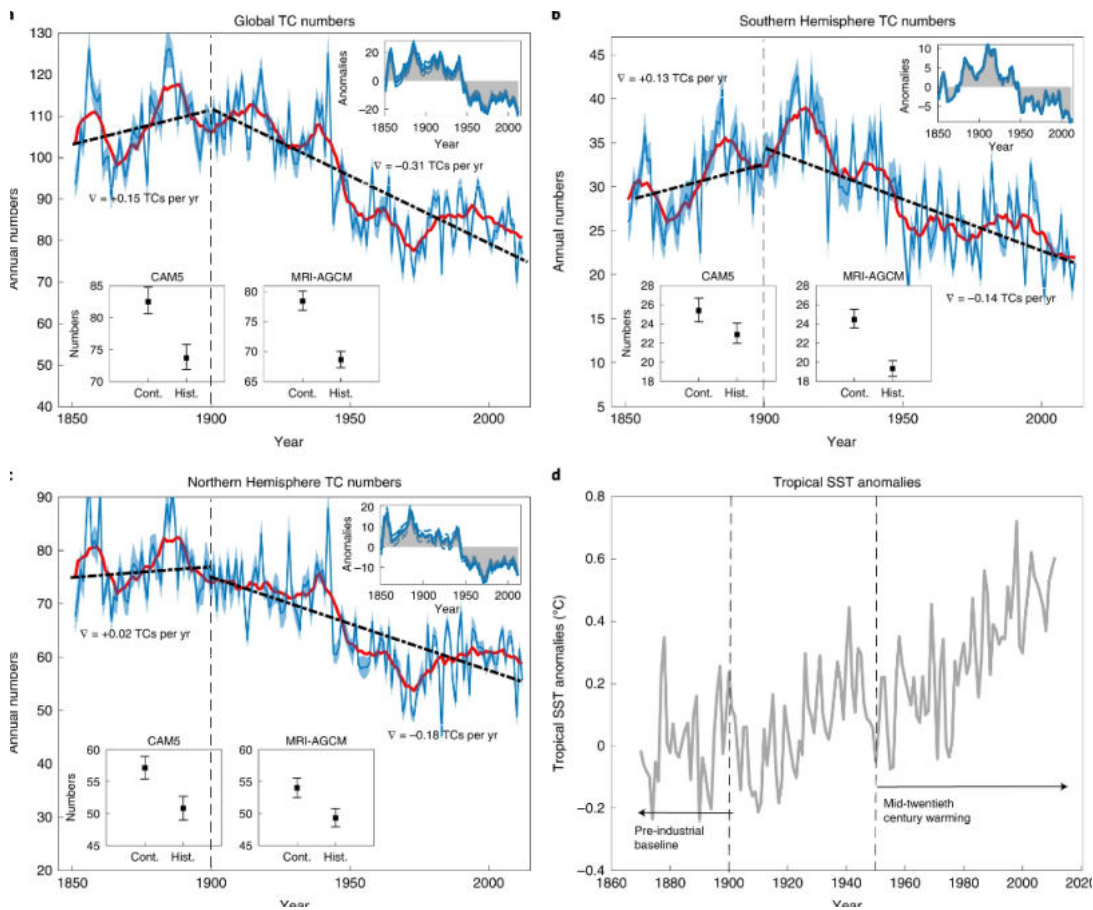 Global TC numbers
130
120
110
100
90
80
70
60
50
40
Annual numbers
1850
1900
1950
2000
Year
∇ = +0.15 TCs per yr
∇ = −0.31 TCs per yr
Anomalies
20
10
0
−20
1850 1900 1950 2000
Year
CAM5
85
80
75
70
Numbers
Cont. Hist.
MRI-AGCM
80
75
70
65
Cont. Hist.
b
Southern Hemisphere TC numbers
45
40
35
30
25
20
15
10
5
Annual numbers
1850
1900
1950
2000
Year
∇ = +0.13 TCs per yr
∇ = −0.14 TCs per yr
Anomalies
10
5
0
−5
1850 1900 1950 2000
Year
CAM5
28
26
24
22
20
18
Numbers
Cont. Hist.
MRI-AGCM
28
26
24
22
20
18
Cont. Hist.
Northern Hemisphere TC numbers
90
80
70
60
50
40
30
20
Annual numbers
1850
1900
1950
2000
Year
∇ = +0.02 TCs per yr
∇ = −0.18 TCs per yr
Anomalies
20
10
0
−10
1850 1900 1950 2000
Year
CAM5
60
55
50
45
Numbers
Cont. Hist.
MRI-AGCM
60
55
50
45
Cont. Hist.
d
Tropical SST anomalies
0.8
0.6
0.4
0.2
0
−0.2
−0.4
Tropical SST anomalies (°C)
Pre-industrial
baseline
Mid-twentieth
century warming
1860 1880 1900 1920 1940 1960 1980 2000 2020
Year